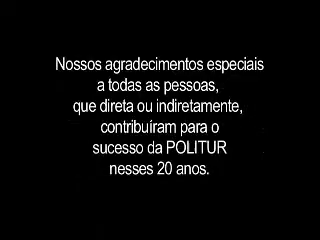 Nossos agradecimentos especiais
a todas as pessoas,
que direta ou indiretamente,
contribuíram para o
sucesso da POLITUR
nesses 20 anos.